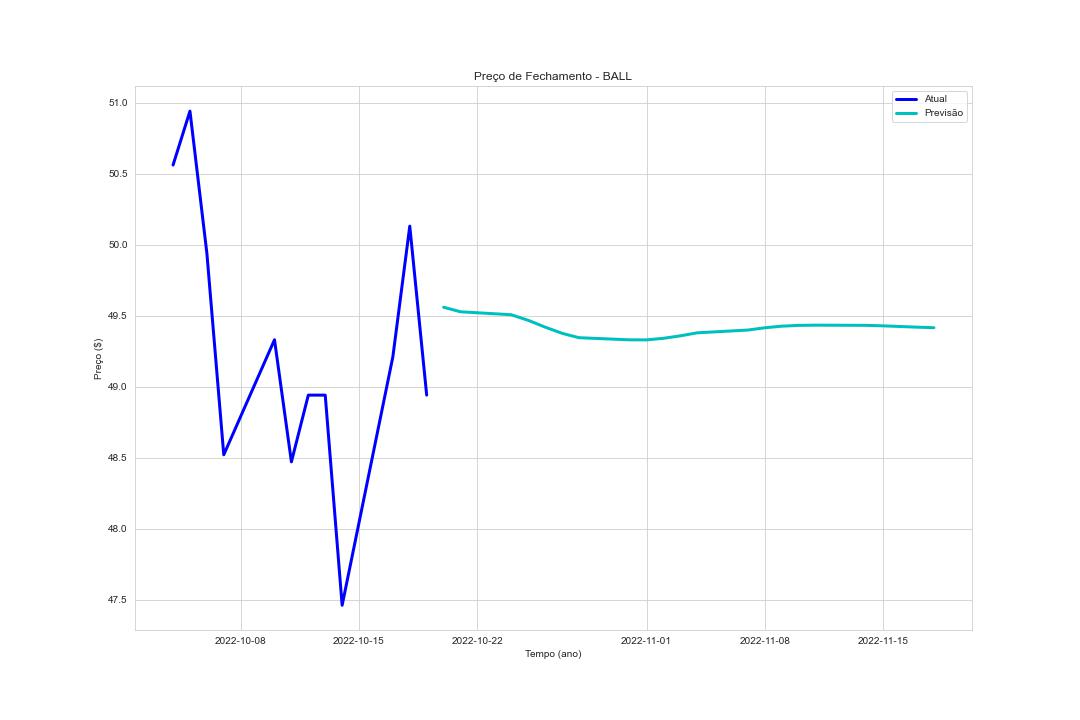 Preço de Fechamento - BALL
Atual
Previsão
51.0
50.5
50.0
49.5
49.0
48.5
48.0
47.5
Preço ($)
2022-10-08
2022-10-15
2022-10-22
2022-11-01
2022-11-08
2022-11-15
Tempo (ano)